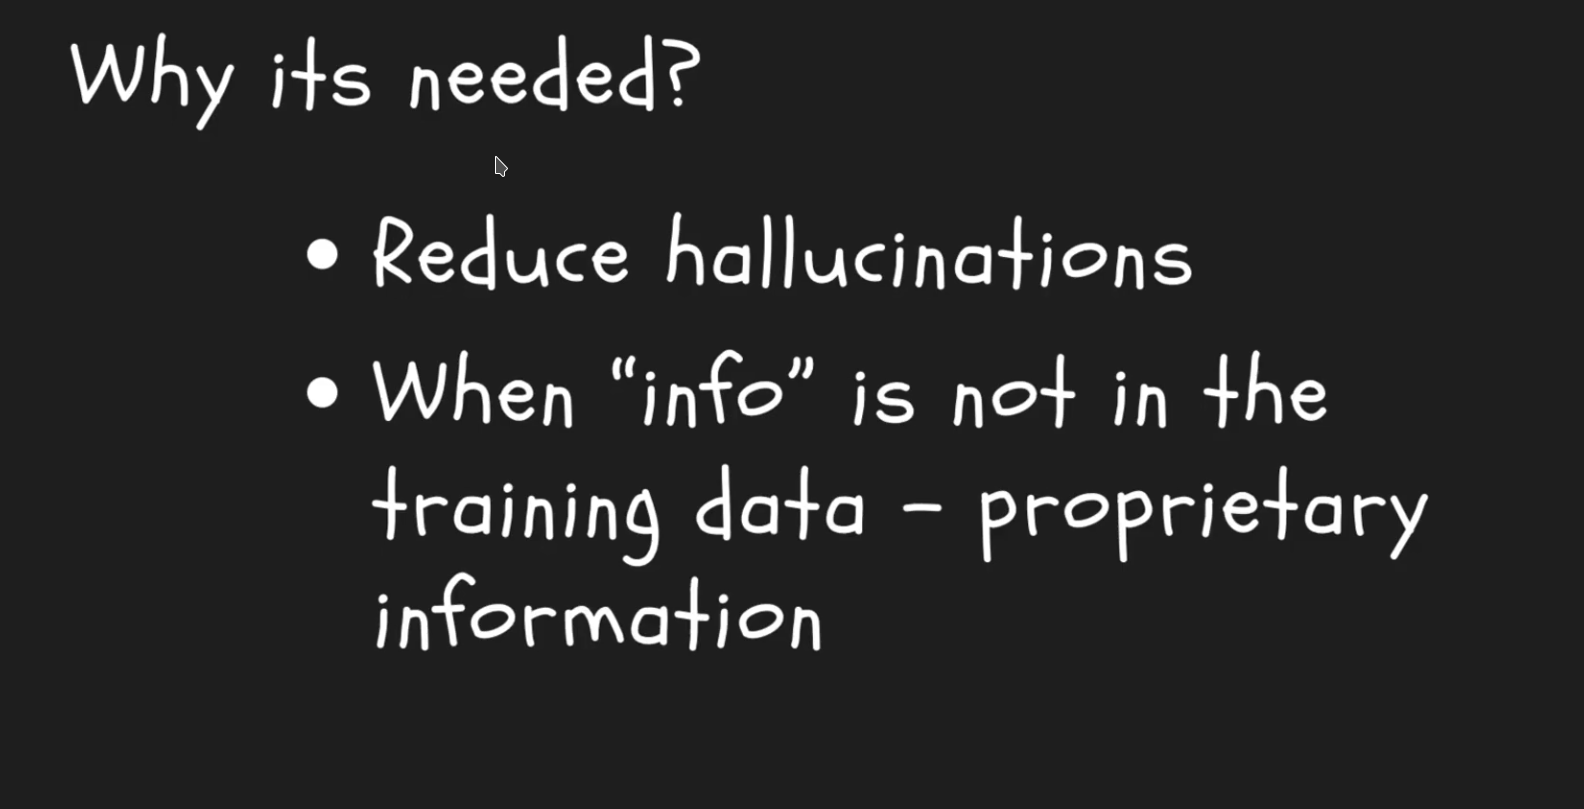 Why its needed?
• Reduce hallucinations
• When “info” is not in the
training data - proprietary
information